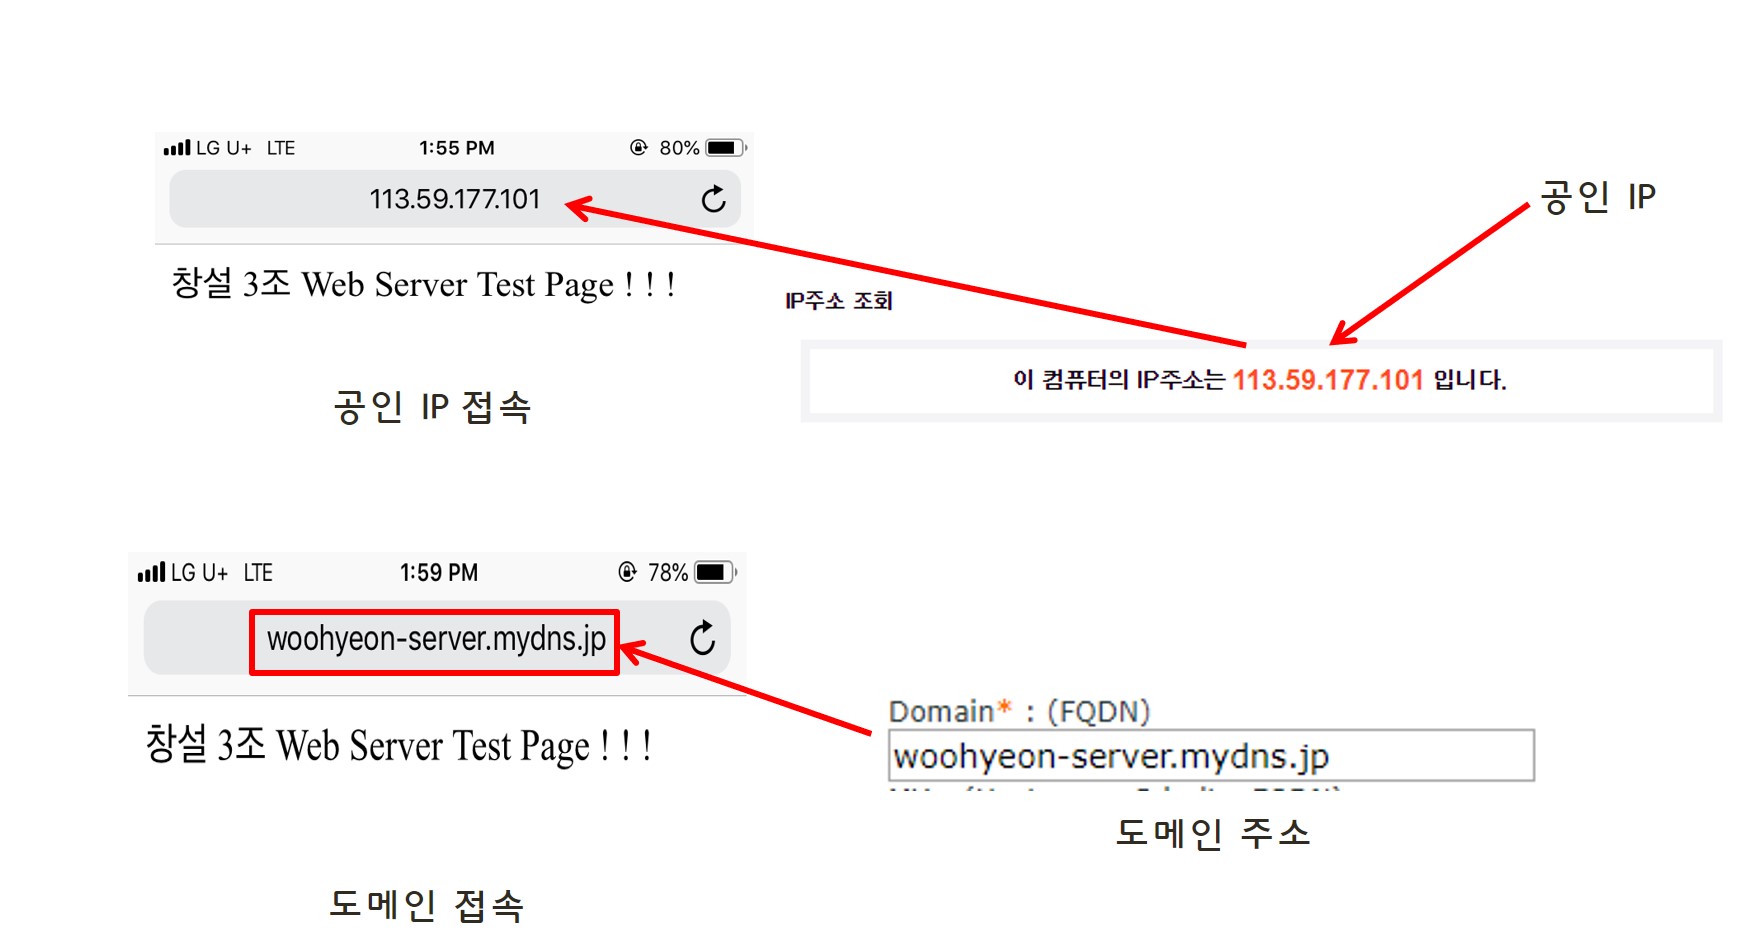 LG U+ LTE 1:55 PM 80%
113.59.177.101
창설 3조 Web Server Test Page ! ! !
공인 IP 접속
공인 IP
IP주소 조회
이 컴퓨터의 IP주소는 113.59.177.101 입니다.
LG U+ LTE 1:59 PM 78%
woohyeon-server.mydns.jp
창설 3조 Web Server Test Page ! ! !
도메인 접속
Domain* : (FQDN)
woohyeon-server.mydns.jp
도메인 주소